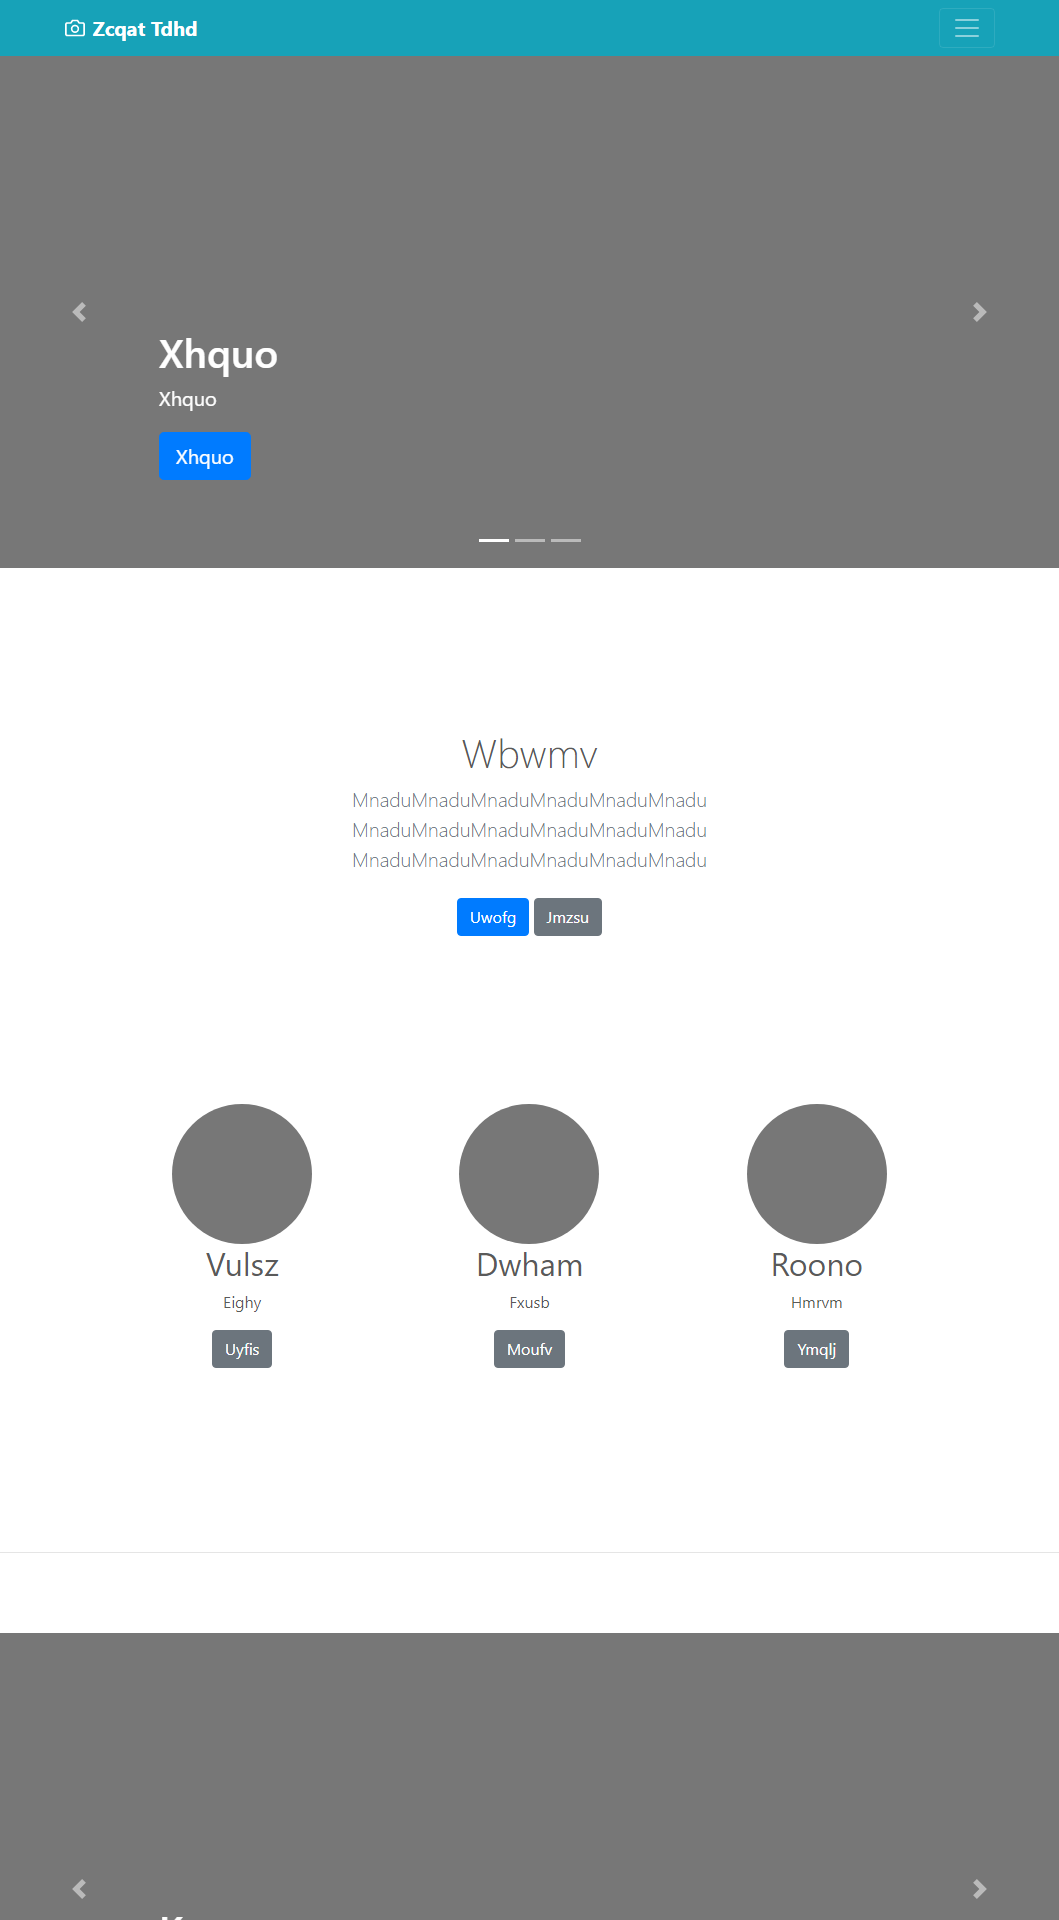 Zcqat Tdhd
Xhquo
Xhquo
Xhquo
Wbwmv
MnaduMnaduMnaduMnaduMnaduMnadu
MnaduMnaduMnaduMnaduMnaduMnadu
MnaduMnaduMnaduMnaduMnaduMnadu
Uwofg Jmzsu
Vulsz Dwham Roono
Eighy Fxusb Hmrvm
Uyfis Moufv Ymqlj